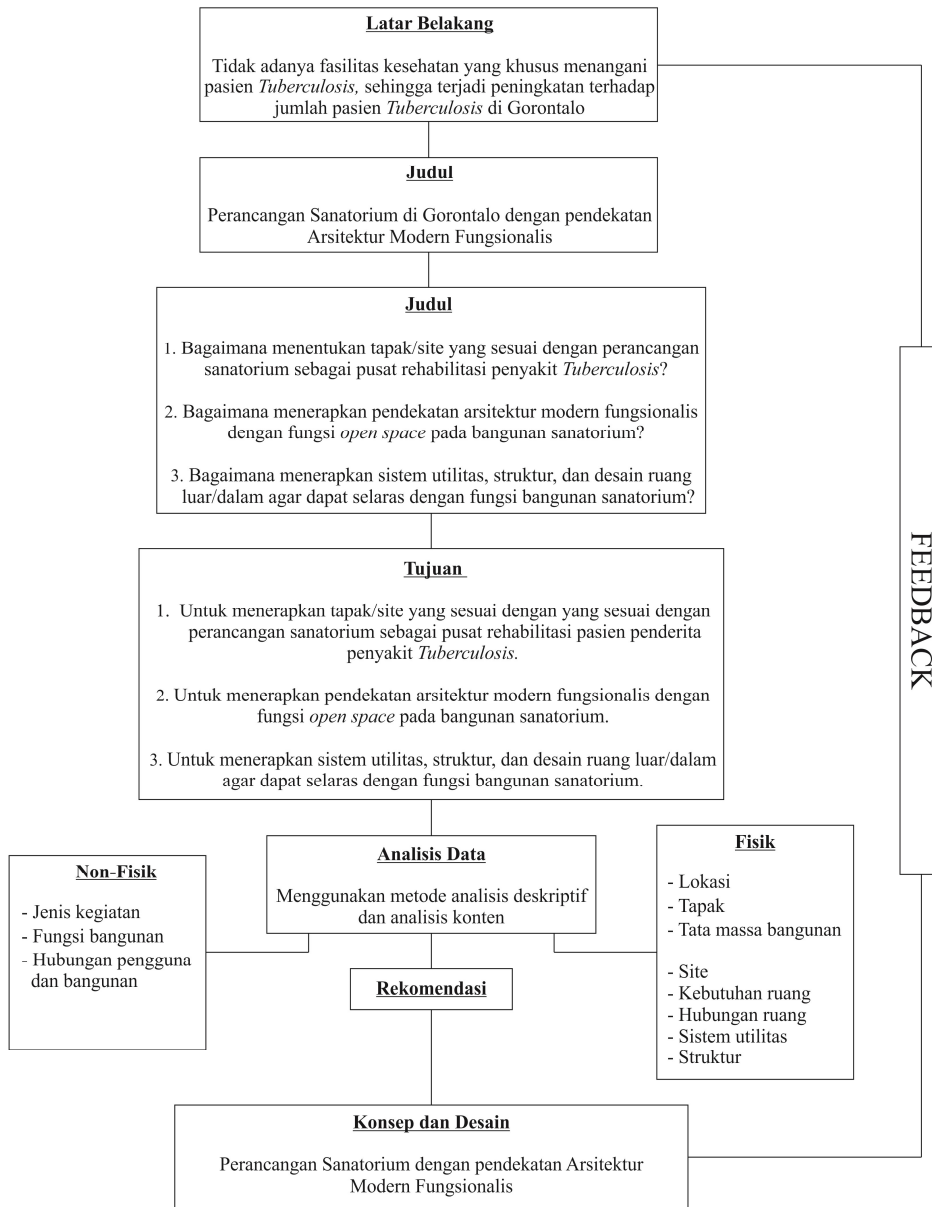 Latar Belakang
Tidak adanya fasilitas kesehatan yang khusus menangani
pasien Tuberculosis, sehingga terjadi peningkatan terhadap
jumlah pasien Tuberculosis di Gorontalo
Judul
Perancangan Sanatorium di Gorontalo dengan pendekatan
Arsitektur Modern Fungsionalis
Judul
1. Bagaimana menentukan tapak/site yang sesuai dengan perancangan
sanatorium sebagai pusat rehabilitasi penyakit Tuberculosis?
2. Bagaimana menerapkan pendekatan arsitektur modern fungsionalis
dengan fungsi open space pada bangunan sanatorium?
3. Bagaimana menerapkan sistem utilitas, struktur, dan desain ruang
luar/dalam agar dapat selaras dengan fungsi bangunan sanatorium?
Tujuan
1. Untuk menerapkan tapak/site yang sesuai dengan yang sesuai dengan
perancangan sanatorium sebagai pusat rehabilitasi pasien penderita
penyakit Tuberculosis.
2. Untuk menerapkan pendekatan arsitektur modern fungsionalis dengan
fungsi open space pada bangunan sanatorium.
3. Untuk menerapkan sistem utilitas, struktur, dan desain ruang luar/dalam
agar dapat selaras dengan fungsi bangunan sanatorium.
Non-Fisik
- Jenis kegiatan
- Fungsi bangunan
- Hubungan pengguna
dan bangunan
Analisis Data
Menggunakan metode analisis deskriptif
dan analisis konten
Fisik
- Lokasi
- Tapak
- Tata massa bangunan
- Site
- Kebutuhan ruang
- Hubungan ruang
- Sistem utilitas
- Struktur
Rekomendasi
Konsep dan Desain
Perancangan Sanatorium dengan pendekatan Arsitektur
Modern Fungsionalis
FEEDBACK